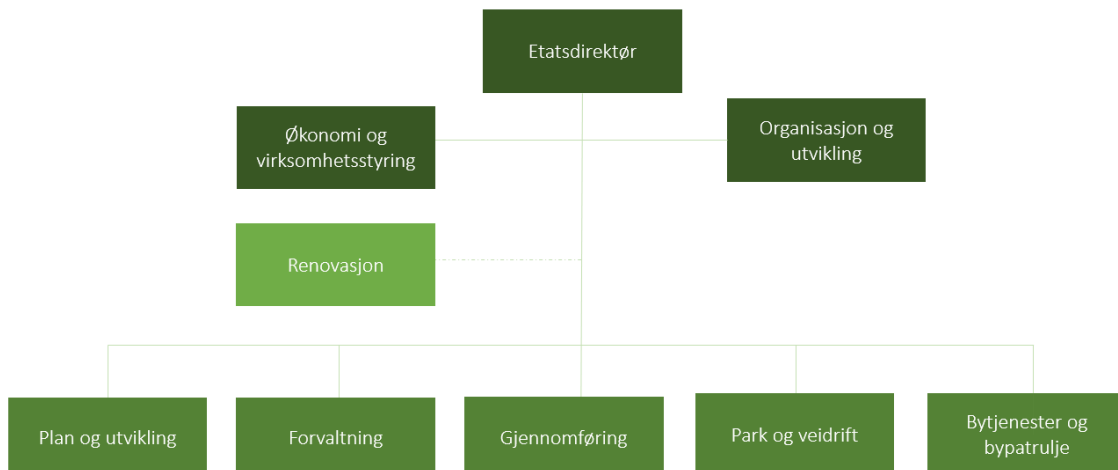 Etatsdirektør
Økonomi og
virksomhetsstyring
Organisasjon og
utvikling
Renovasjon
Plan og utvikling
Forvaltning
Gjennomføring
Park og veidrift
Bytjenester og
bypatrulje